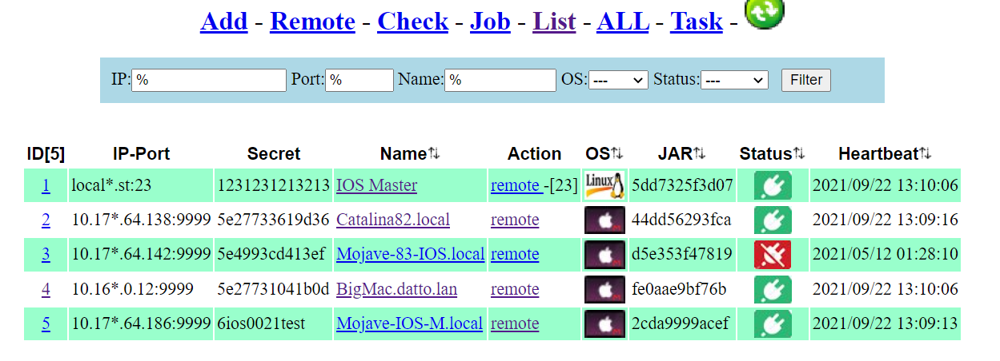 Add - Remote - Check - Job - List - ALL - Task -
IP: % Port: % Name: % OS: --- Status: --- Filter
ID[5] IP-Port Secret Name Action OS JAR Status Heartbeat
1 local*.st:23 1231231213213 IOS Master remote -[23] Linux 5dd7325f3d07 2021/09/22 13:10:06
2 10.17*.64.138:9999 5e27733619d36 Catalina82.local remote 44dd56293fca 2021/09/22 13:09:16
3 10.17*.64.142:9999 5e4993cd413ef Mojave-83-IOS.local remote d5e353f47819 2021/05/12 01:28:10
4 10.16*.0.12:9999 5e27731041b0d BigMac.datto.lan remote fe0aae9bf76b 2021/09/22 13:10:06
5 10.17*.64.186:9999 6ios0021test Mojave-IOS-M.local remote 2cda9999acef 2021/09/22 13:09:13